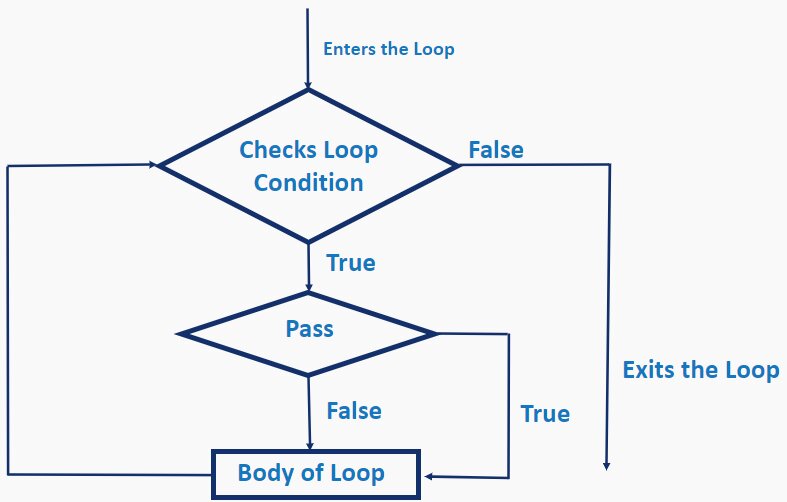 Enters the Loop
Checks Loop
Condition
False
True
Pass
False
True
Exits the Loop
Body of Loop